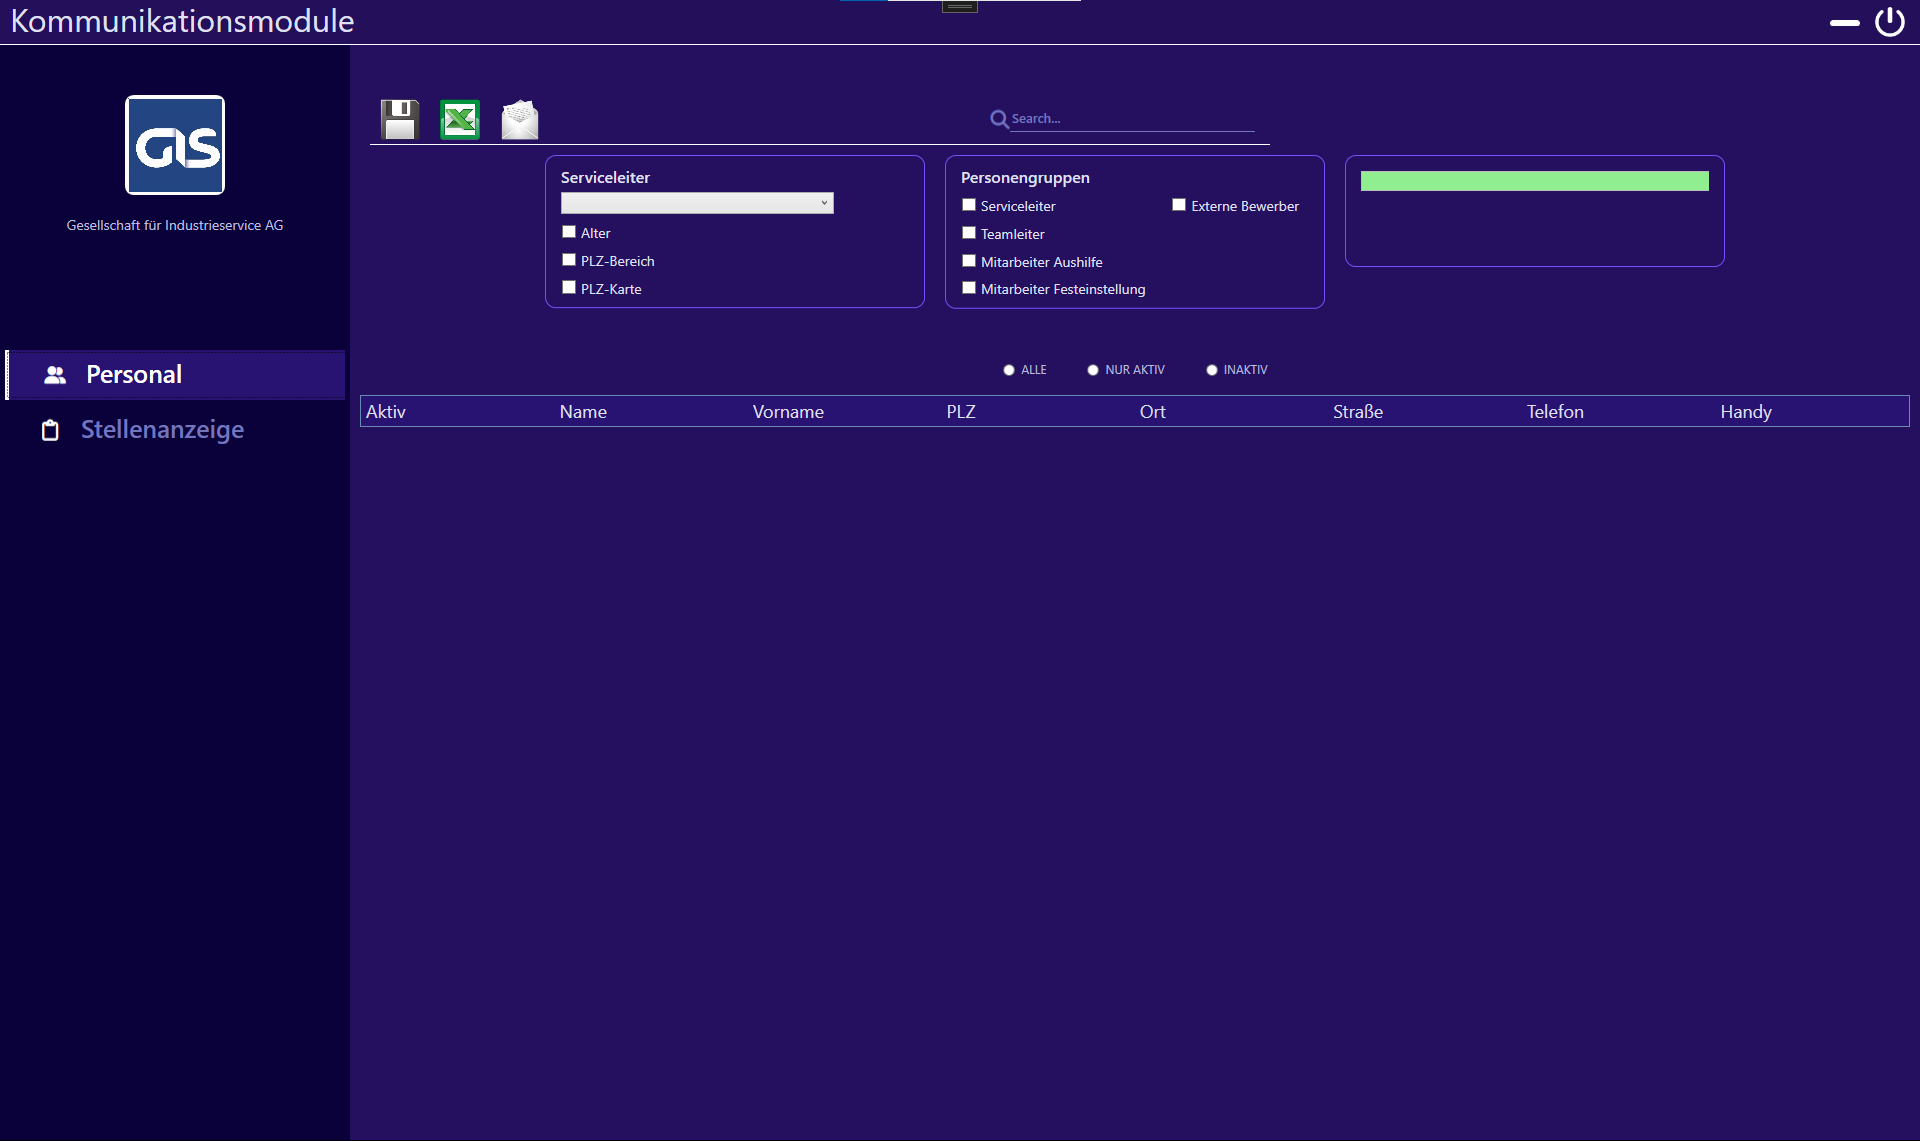 Kommunikationsmodule
GIS
Gesellschaft für Industrieservice AG
Personal
Stellenanzeige
Search...
Serviceleiter
Alter
PLZ-Bereich
PLZ-Karte
Personengruppen
Serviceleiter
Externe Bewerber
Teamleiter
Mitarbeiter Aushilfe
Mitarbeiter Festeinstellung
ALLE NUR AKTIV INAKTIV
Aktiv Name Vorname PLZ Ort Straße Telefon Handy